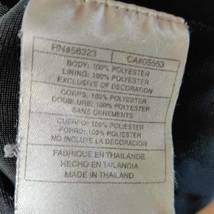 RN#56323 CA#05553
BODY: 100% POLYESTER
LINING: 100% POLYESTER
EXCLUSIVE OF DECORATION
CORPS: 100% POLYESTER
DOUBLURE: 100% POLYESTER
SANS DÉCORATIONS
CUERPO: 100% POLIESTER
FORRO: 100% POLIESTER
NO INCLUYE LA DECORACION
FABRIQUE EN THAILANDE
HECHO EN TAILANDIA
MADE IN THAILAND